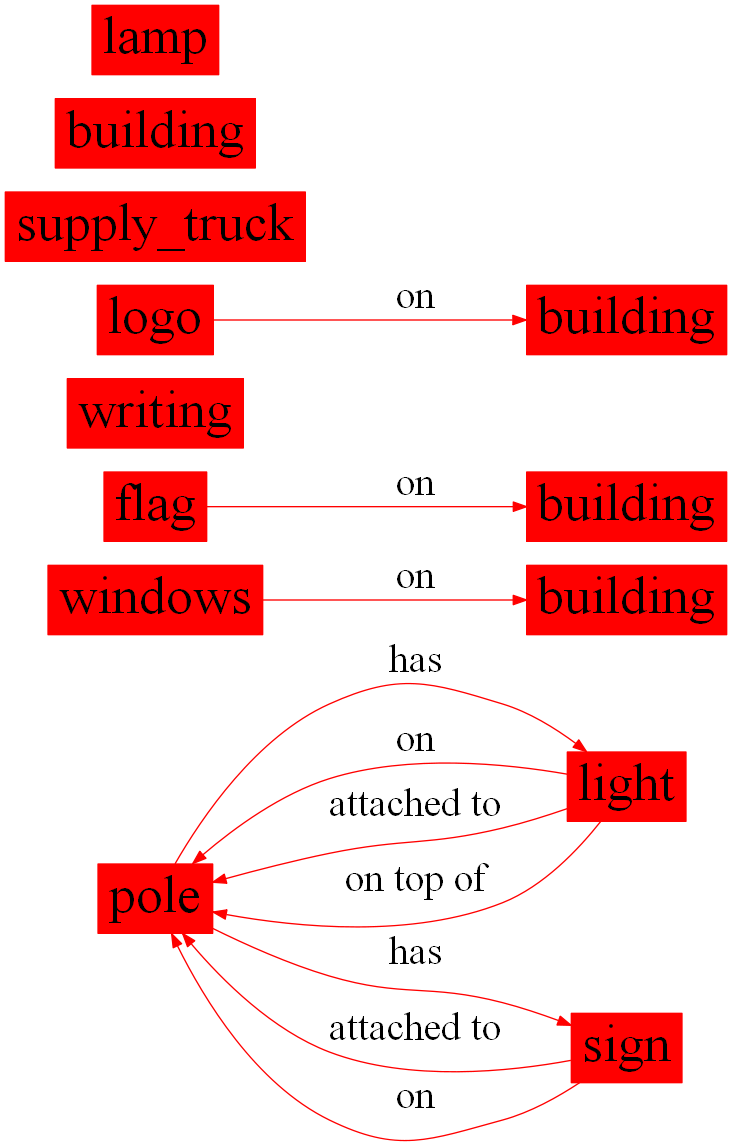 lamp
building
supply_truck
logo on building
writing
flag on building
windows on building
has
on
light
attached to
on top of
pole
has
attached to
sign
on